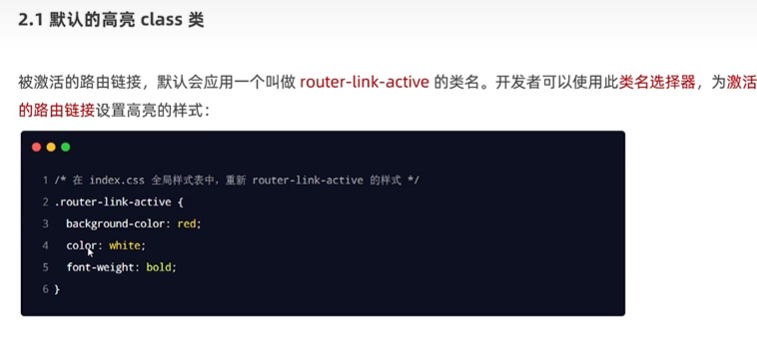 2.1 默认的高亮 class 类
被激活的路由链接，默认会应用一个叫做 router-link-active 的类名。开发者可以使用此类名选择器，为激活
的路由链接设置高亮的样式：
1 /* 在 index.css 全局样式表中，重新 router-link-active 的样式 */
2 .router-link-active {
3 background-color: red;
4 color: white;
5 font-weight: bold;
6 }